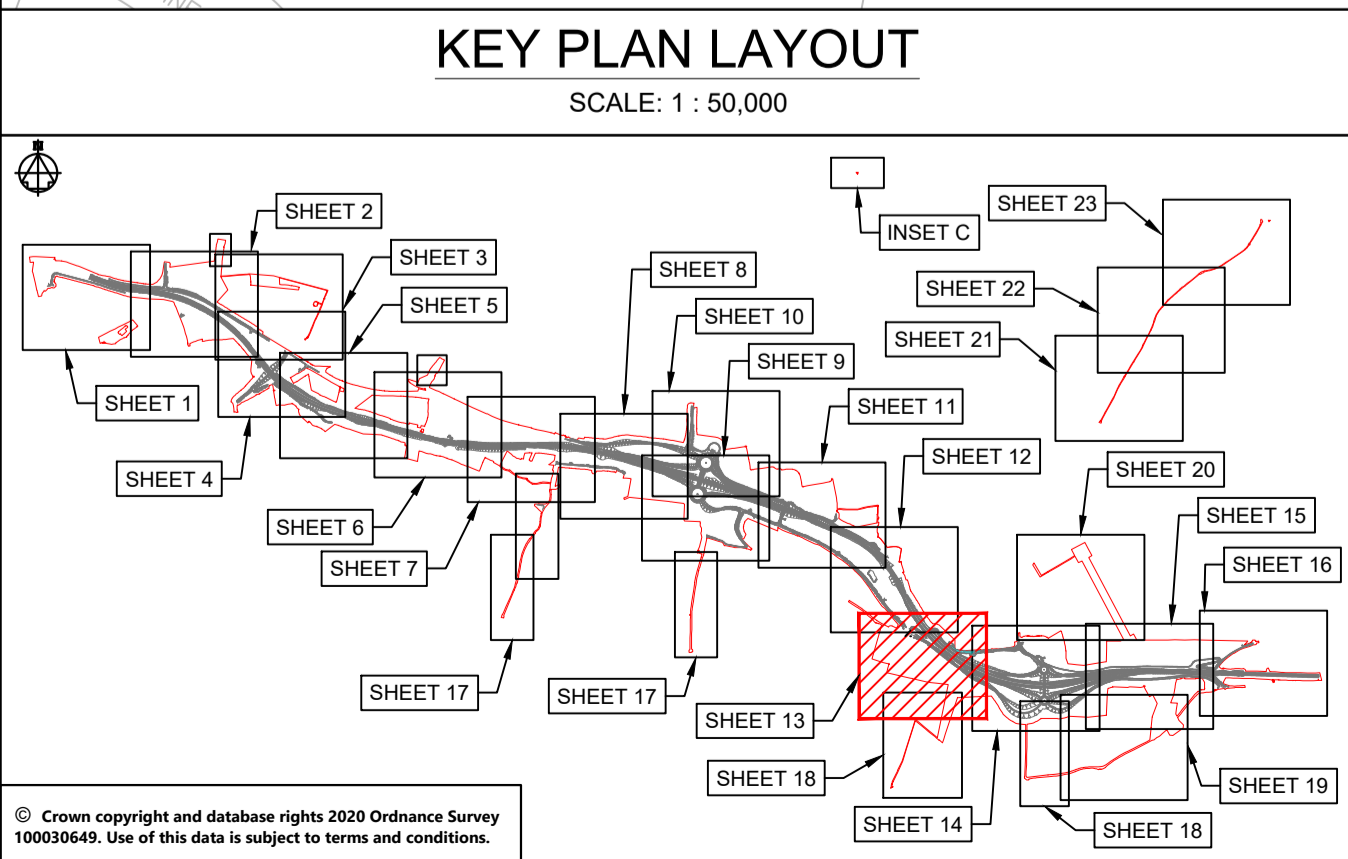 KEY PLAN LAYOUT
SCALE: 1 : 50,000
N
SHEET 2
SHEET 3
SHEET 5
SHEET 1
SHEET 4
SHEET 6
SHEET 7
SHEET 8
SHEET 10
SHEET 9
SHEET 11
SHEET 12
INSET C
SHEET 23
SHEET 22
SHEET 21
SHEET 20
SHEET 15
SHEET 16
SHEET 17
SHEET 17
SHEET 13
SHEET 18
SHEET 14
SHEET 18
SHEET 19
© Crown copyright and database rights 2020 Ordnance Survey
100030649. Use of this data is subject to terms and conditions.